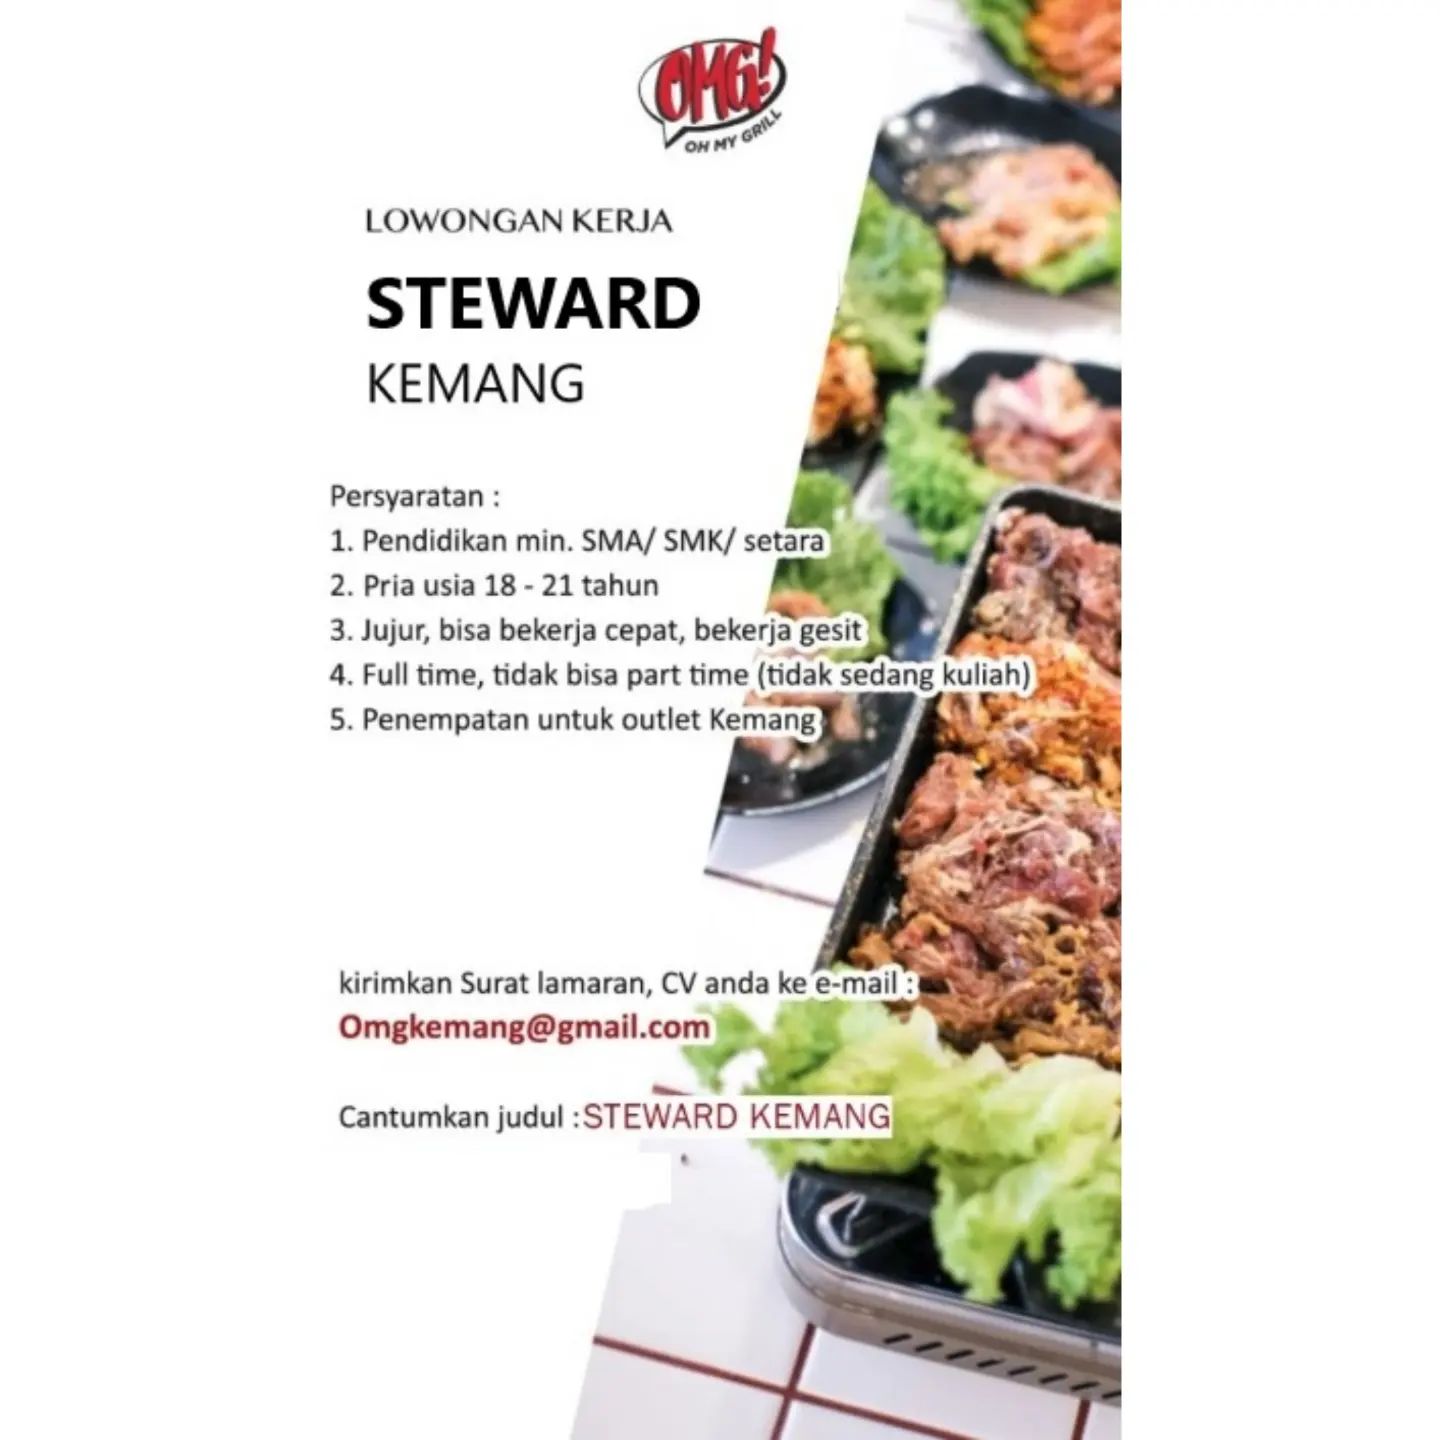 OMG!
OH MY GRILL
LOWONGAN KERJA
STEWARD
KEMANG
Persyaratan :
1. Pendidikan min. SMA/ SMK/ setara
2. Pria usia 18 - 21 tahun
3. Jujur, bisa bekerja cepat, bekerja gesit
4. Full time, tidak bisa part time (tidak sedang kuliah)
5. Penempatan untuk outlet Kemang
kirimkan Surat lamaran, CV anda ke e-mail :
Omgkemang@gmail.com
Cantumkan judul :STEWARD KEMANG